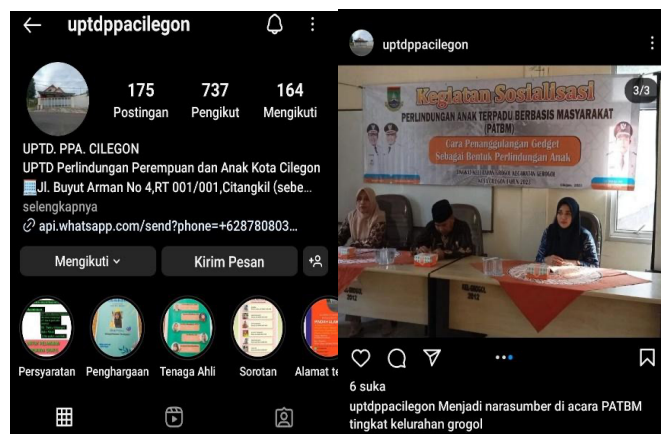 uptdppacilegon
175
737
164
Postingan
Pengikut
Mengikuti
UPTD. PPA. CILEGON
UPTD Perlindungan Perempuan dan Anak Kota Cilegon
Jl. Buyut Arman No 4,RT 001/001,Citangkil (sebe...
selengkapnya
api.whatsapp.com/send?phone=+628780803...
Mengikuti
Kirim Pesan
Persyaratan
Penghargaan
Tenaga Ahli
Sorotan
Alamat te
uptdppacilegon
3/3
Kegiatan Sosialisasi
PERLINDUNGAN ANAK TERPADU BERBASIS MASYARAKAT
(PATBM)
Cara Penanggulangan Gedget
Sebagai Bentuk Perlindungan Anak
2012
2012
6 suka
uptdppacilegon Menjadi narasumber di acara PATBM
tingkat kelurahan grogol